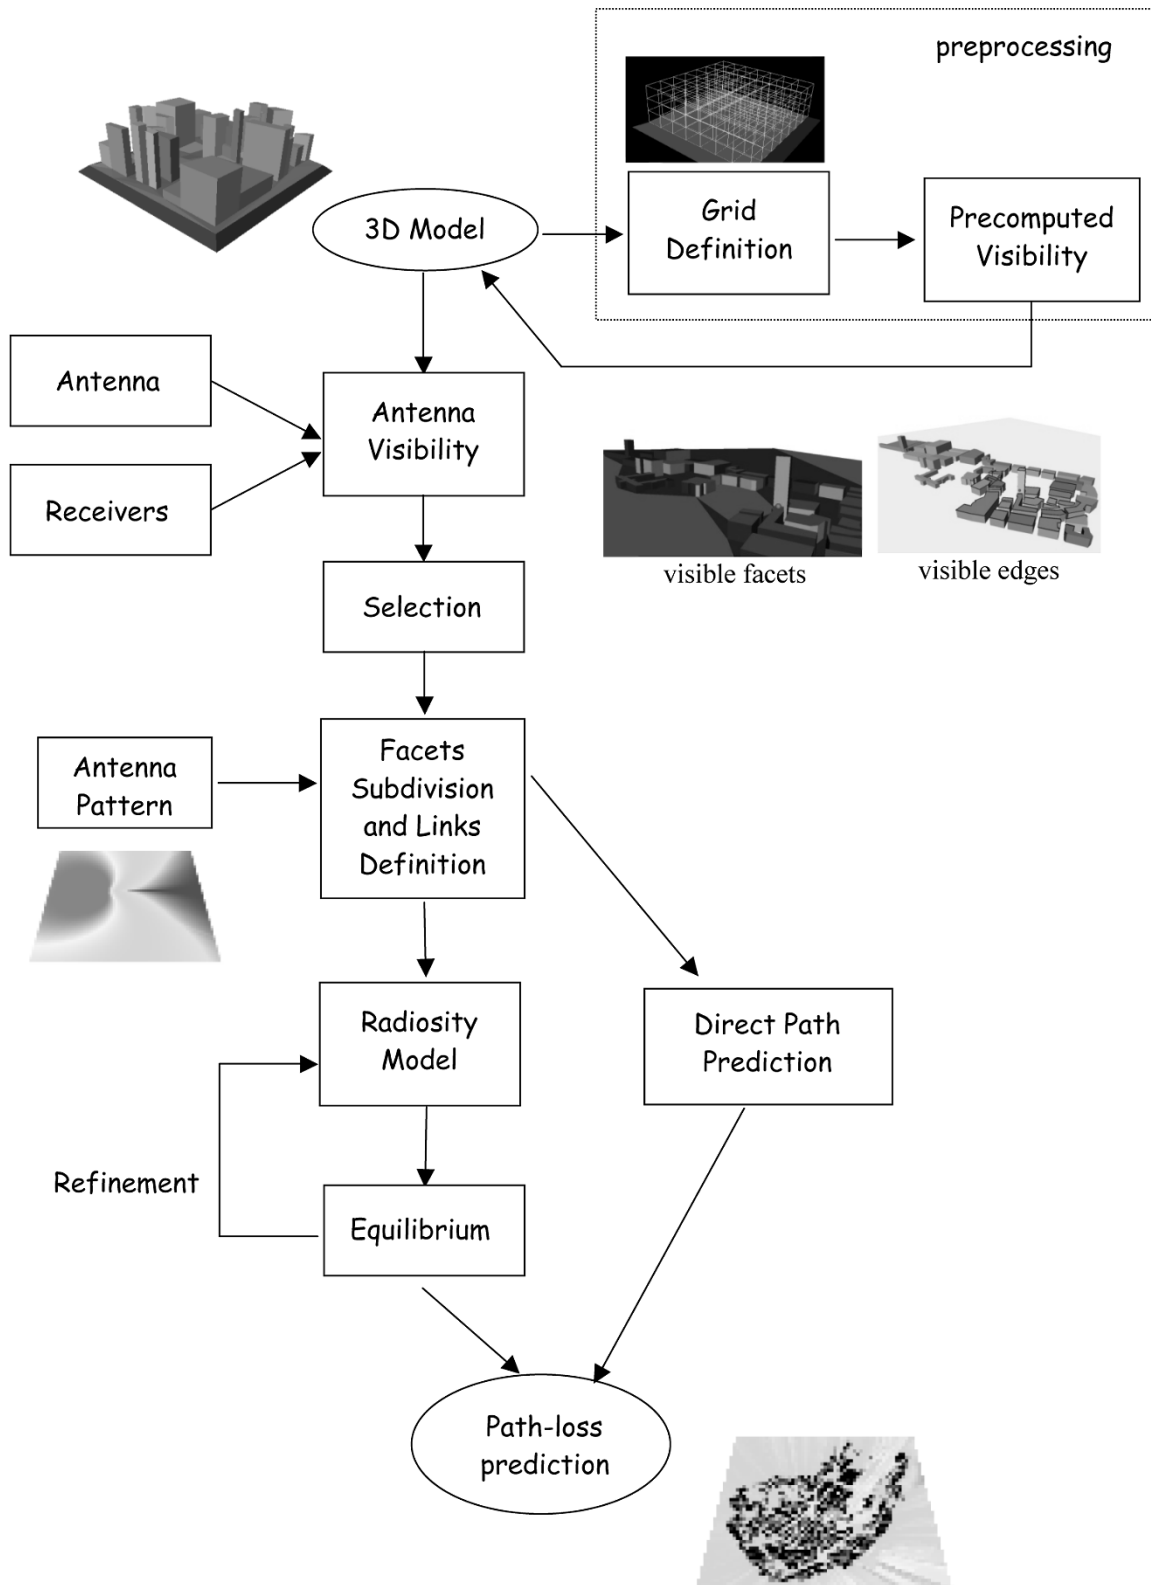 preprocessing
3D Model
Grid
Definition
Precomputed
Visibility
Antenna
Receivers
Antenna
Visibility
visible facets
visible edges
Selection
Antenna
Pattern
Facets
Subdivision
and Links
Definition
Radiosity
Model
Direct Path
Prediction
Refinement
Equilibrium
Path-loss
prediction